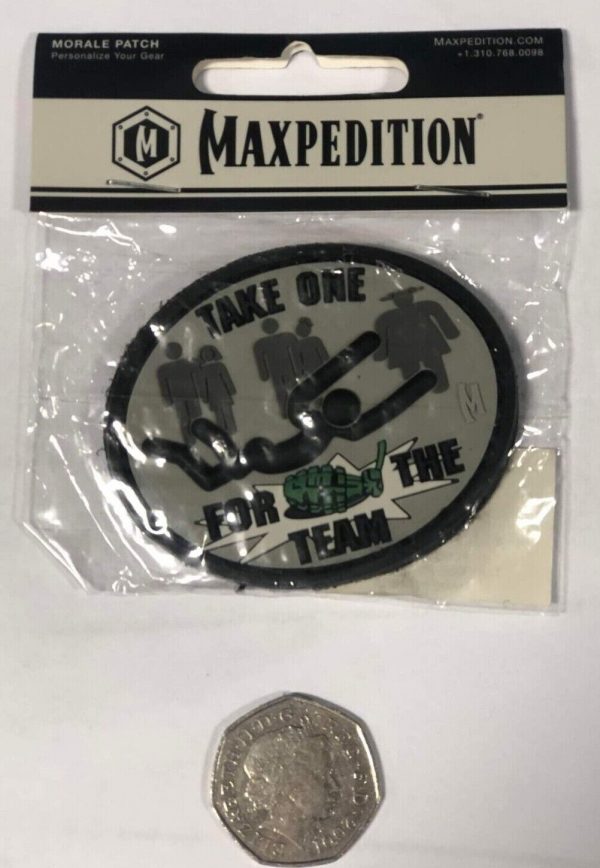 MORALE PATCH
Personalize Your Gear
MAXPEDITION.COM
+1.310.768.0098
M
MAXPEDITION®
TAKE ONE
M
FOR THE
TEAM